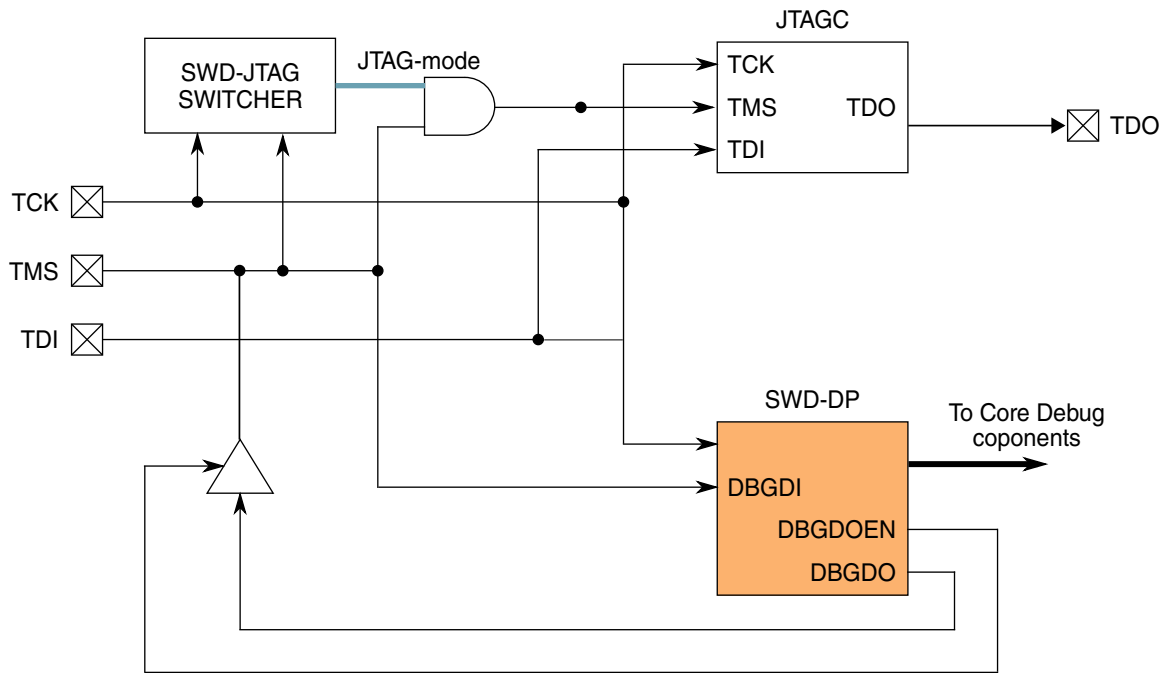 JTAGC
SWD-JTAG
SWITCHER
JTAG-mode
TCK
TMS
TDI
TDO
TDO
TCK
TMS
TDI
SWD-DP
DBGDI
DBGDOEN
DBGDO
To Core Debug
coponents